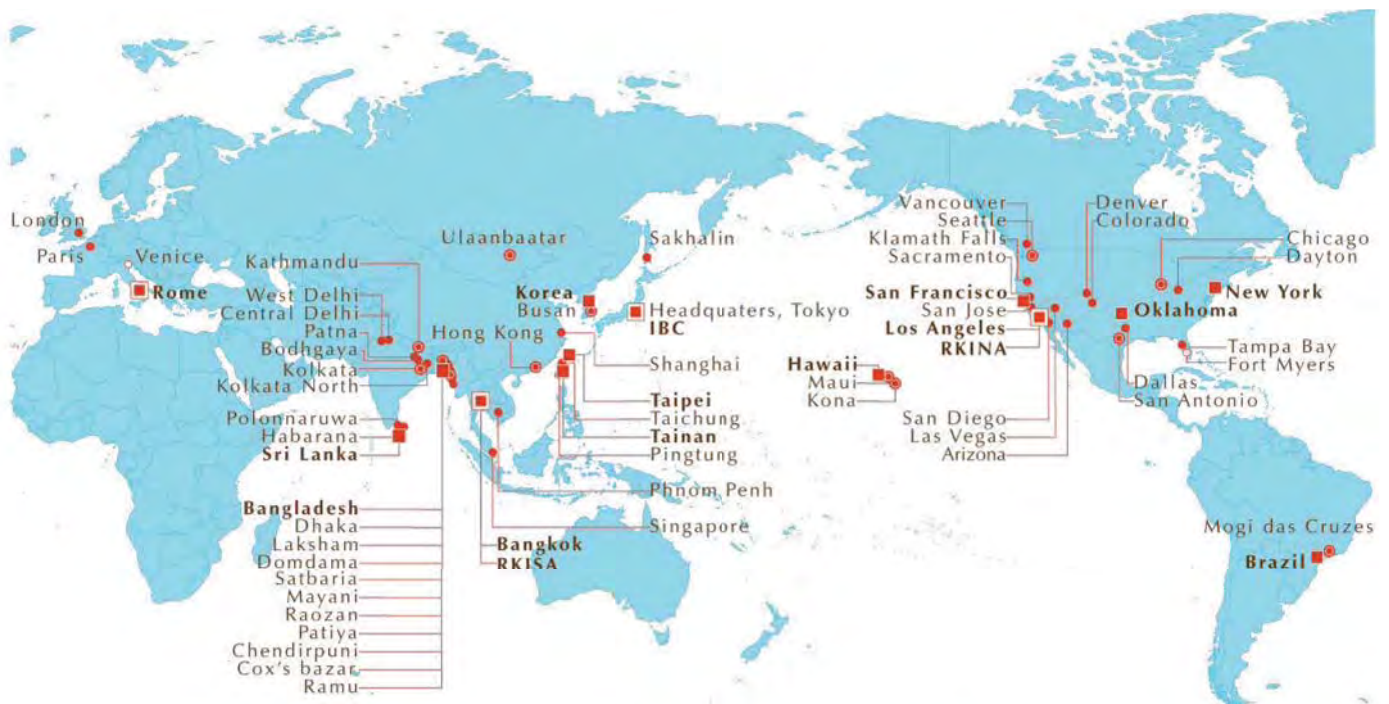 London
Paris
Venice
Rome
Kathmandu
West Delhi
Central Delhi
Patna
Bodhgaya
Kolkata
Kolkata North
Polonnaruwa
Habarana
Sri Lanka
Bangladesh
Dhaka
Laksham
Domdama
Satbaria
Mayani
Raozan
Patiya
Chendirpuni
Cox's bazar
Ramu
Ulaanbaatar
Hong Kong
Korea
Busan
Sakhalin
Headquaters, Tokyo
IBC
Shanghai
Taipei
Taichung
Tainan
Pingtung
Phnom Penh
Singapore
Bangkok
RKISA
Hawaii
Maui
Kona
Vancouver
Seattle
Klamath Falls
Sacramento
San Francisco
San Jose
Los Angeles
RKINA
San Diego
Las Vegas
Arizona
Denver
Colorado
Chicago
Dayton
New York
Oklahoma
Tampa Bay
Fort Myers
Dallas
San Antonio
Mogi das Cruzes
Brazil